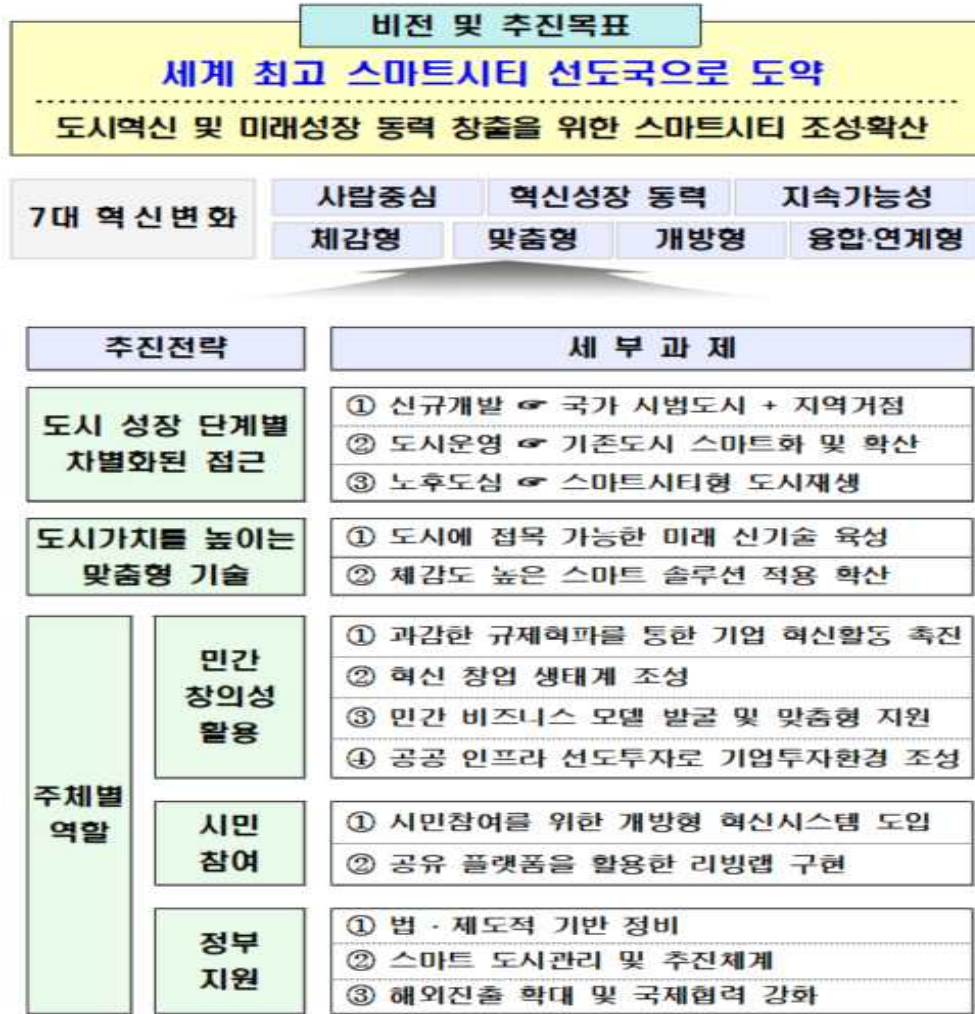 비전 및 추진목표
세계 최고 스마트시티 선도국으로 도약
도시혁신 및 미래성장 동력 창출을 위한 스마트시티 조성·확산
7대 혁신변화
사람중심 혁신성장 동력 지속가능성
체감형 맞춤형 개방형 융합·연계형
추진전략
세 부 과 제
도시 성장 단계별
차별화된 접근
① 신규개발 ☞ 국가 시범도시 + 지역거점
② 도시운영 ☞ 기존도시 스마트화 및 확산
③ 노후도심 ☞ 스마트시티형 도시재생
도시가치를 높이는
맞춤형 기술
① 도시에 접목 가능한 미래 신기술 육성
② 체감도 높은 스마트 솔루션 적용 확산
주체별
역할
민간
창의성
활용
① 과감한 규제혁파를 통한 기업 혁신활동 촉진
② 혁신 창업 생태계 조성
③ 민간 비즈니스 모델 발굴 및 맞춤형 지원
④ 공공 인프라 선도투자로 기업투자환경 조성
시민
참여
① 시민참여를 위한 개방형 혁신시스템 도입
② 공유 플랫폼을 활용한 리빙랩 구현
정부
지원
① 법 · 제도적 기반 정비
② 스마트 도시관리 및 추진체계
③ 해외진출 확대 및 국제협력 강화